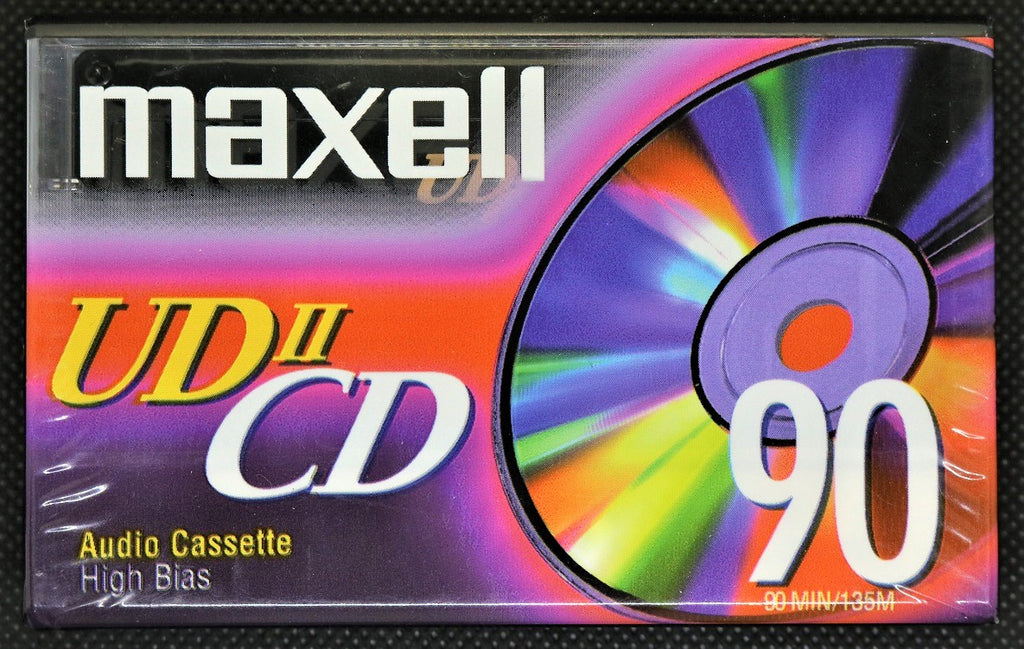 maxell
UD
UDII
CD
90
Audio Cassette
High Bias
90 MIN/135M